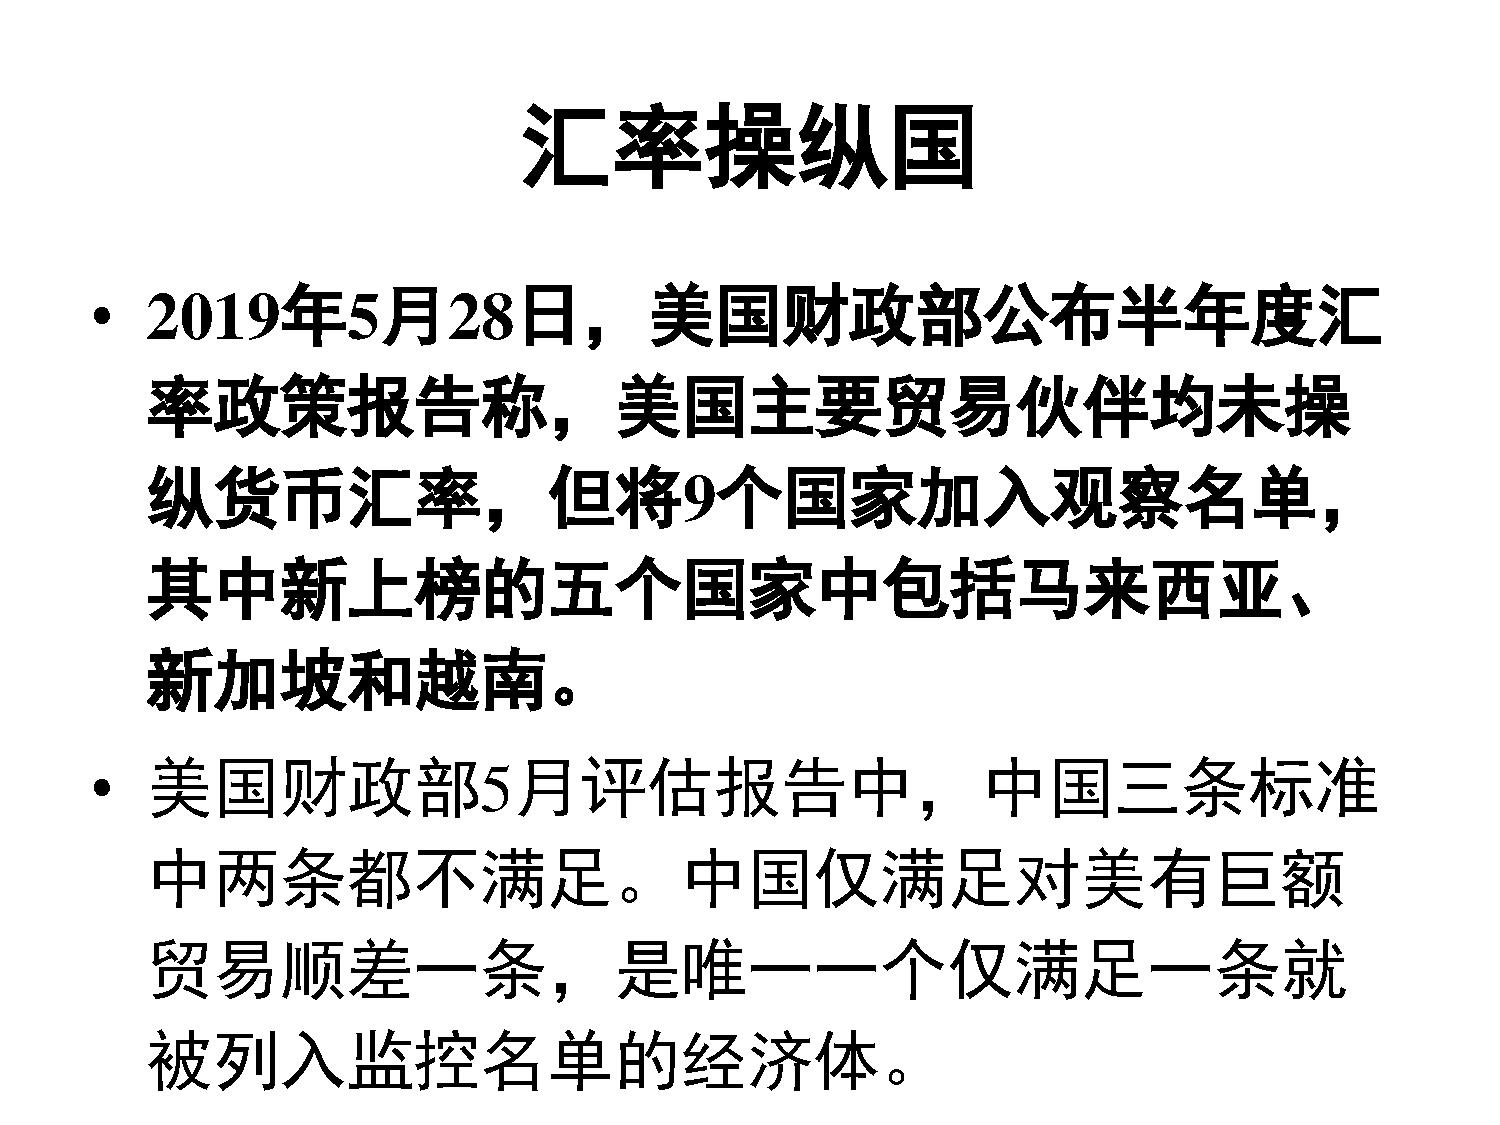 汇率操纵国
• 2019年5月28日，美国财政部公布半年度汇
率政策报告称，美国主要贸易伙伴均未操
纵货币汇率，但将9个国家加入观察名单，
其中新上榜的五个国家中包括马来西亚、
新加坡和越南。
• 美国财政部5月评估报告中，中国三条标准
中两条都不满足。中国仅满足对美有巨额
贸易顺差一条，是唯一一个仅满足一条就
被列入监控名单的经济体。